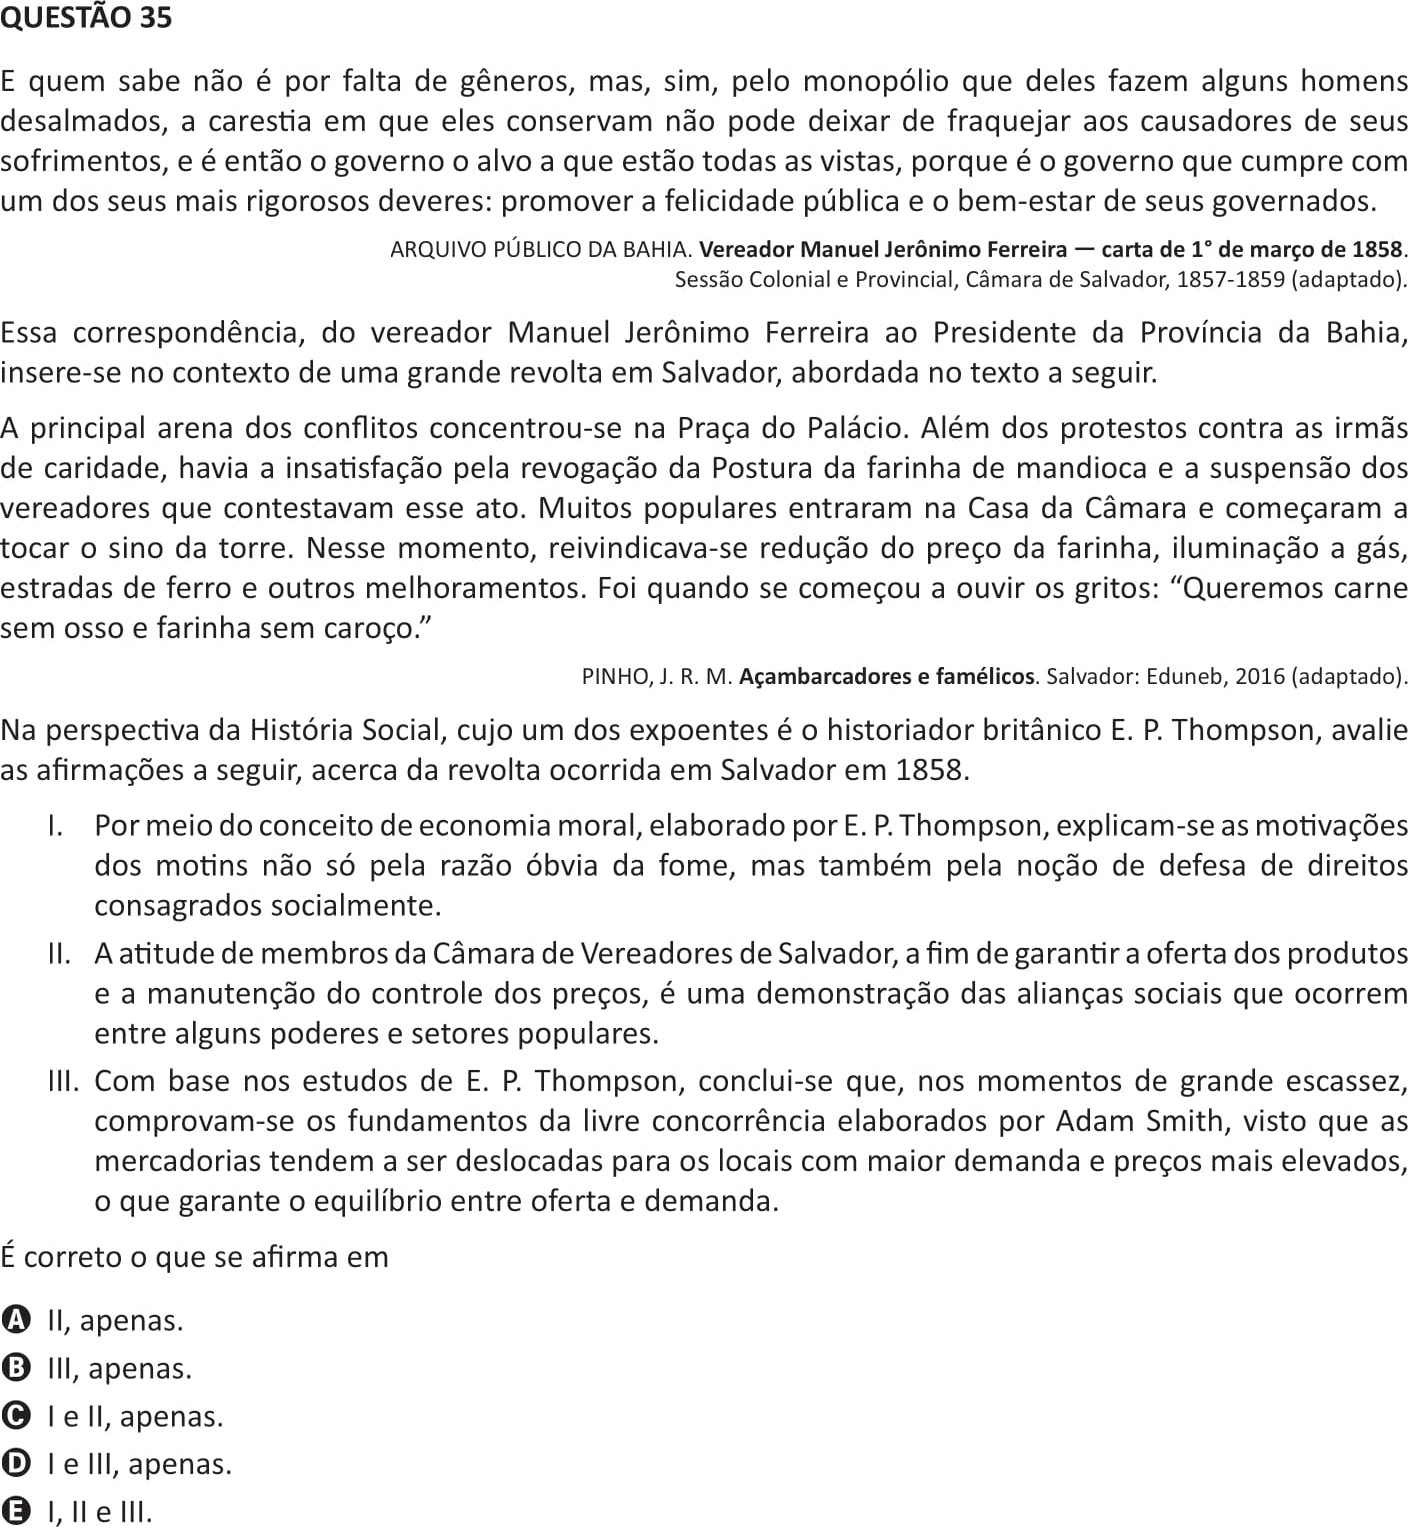 QUESTÃO 35
E quem sabe não é por falta de gêneros, mas, sim, pelo monopólio que deles fazem alguns homens
desalmados, a carestia em que eles conservam não pode deixar de fraquejar aos causadores de seus
sofrimentos, e é então o governo o alvo a que estão todas as vistas, porque é o governo que cumpre com
um dos seus mais rigorosos deveres: promover a felicidade pública e o bem-estar de seus governados.
ARQUIVO PÚBLICO DA BAHIA. Vereador Manuel Jerônimo Ferreira — carta de 1° de março de 1858.
Sessão Colonial e Provincial, Câmara de Salvador, 1857-1859 (adaptado).
Essa correspondência, do vereador Manuel Jerônimo Ferreira ao Presidente da Província da Bahia,
insere-se no contexto de uma grande revolta em Salvador, abordada no texto a seguir.
A principal arena dos conflitos concentrou-se na Praça do Palácio. Além dos protestos contra as irmãs
de caridade, havia a insatisfação pela revogação da Postura da farinha de mandioca e a suspensão dos
vereadores que contestavam esse ato. Muitos populares entraram na Casa da Câmara e começaram a
tocar o sino da torre. Nesse momento, reivindicava-se redução do preço da farinha, iluminação a gás,
estradas de ferro e outros melhoramentos. Foi quando se começou a ouvir os gritos: “Queremos carne
sem osso e farinha sem caroço.”
PINHO, J. R. M. Açambarcadores e famélicos. Salvador: Eduneb, 2016 (adaptado).
Na perspectiva da História Social, cujo um dos expoentes é o historiador britânico E. P. Thompson, avalie
as afirmações a seguir, acerca da revolta ocorrida em Salvador em 1858.
I. Por meio do conceito de economia moral, elaborado por E. P. Thompson, explicam-se as motivações
dos motins não só pela razão óbvia da fome, mas também pela noção de defesa de direitos
consagrados socialmente.
II. A atitude de membros da Câmara de Vereadores de Salvador, a fim de garantir a oferta dos produtos
e a manutenção do controle dos preços, é uma demonstração das alianças sociais que ocorrem
entre alguns poderes e setores populares.
III. Com base nos estudos de E. P. Thompson, conclui-se que, nos momentos de grande escassez,
comprovam-se os fundamentos da livre concorrência elaborados por Adam Smith, visto que as
mercadorias tendem a ser deslocadas para os locais com maior demanda e preços mais elevados,
o que garante o equilíbrio entre oferta e demanda.
É correto o que se afirma em
A II, apenas.
B III, apenas.
C I e II, apenas.
D I e III, apenas.
E I, II e III.